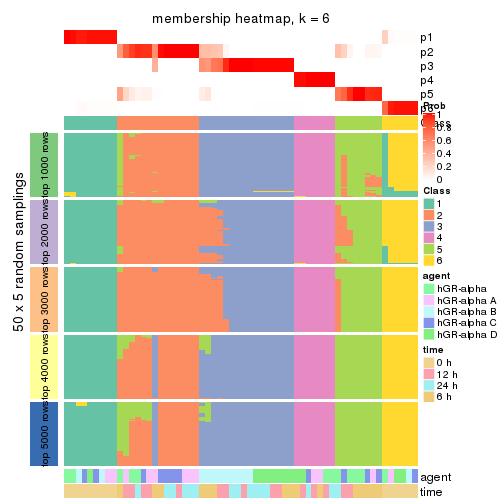 membership heatmap, k = 6
p1
p2
p3
p4
p5
p6
Class
50 x 5 random samplings
top 1000 rows
top 2000 rows
top 3000 rows
top 4000 rows
top 5000 rows
Prob
1
0.8
0.6
0.4
0.2
0
Class
1
2
3
4
5
6
agent
hGR-alpha
hGR-alpha A
hGR-alpha B
hGR-alpha C
hGR-alpha D
time
0 h
12 h
24 h
6 h
agent
time